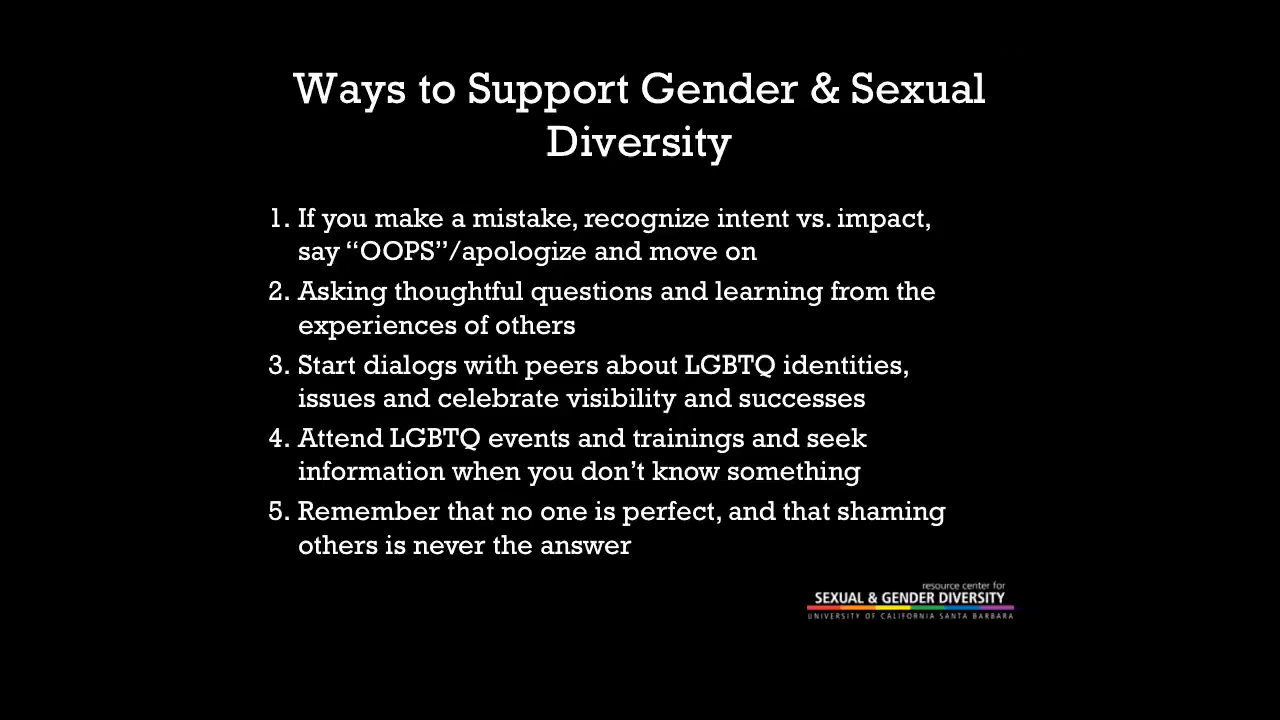 Ways to Support Gender & Sexual
Diversity
1. If you make a mistake, recognize intent vs. impact,
say “OOPS”/apologize and move on
2. Asking thoughtful questions and learning from the
experiences of others
3. Start dialogs with peers about LGBTQ identities,
issues and celebrate visibility and successes
4. Attend LGBTQ events and trainings and seek
information when you don’t know something
5. Remember that no one is perfect, and that shaming
others is never the answer
resource center for
SEXUAL & GENDER DIVERSITY
UNIVERSITY OF CALIFORNIA SANTA BARBARA